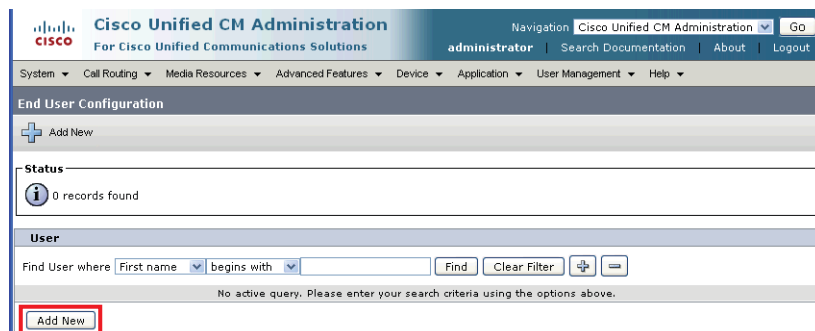 Cisco Unified CM Administration
Navigation Cisco Unified CM Administration Go
CISCO For Cisco Unified Communications Solutions
administrator | Search Documentation | About | Logout
System Call Routing Media Resources Advanced Features Device Application User Management Help
End User Configuration
Add New
Status
0 records found
User
Find User where First name begins with Find Clear Filter
No active query. Please enter your search criteria using the options above.
Add New